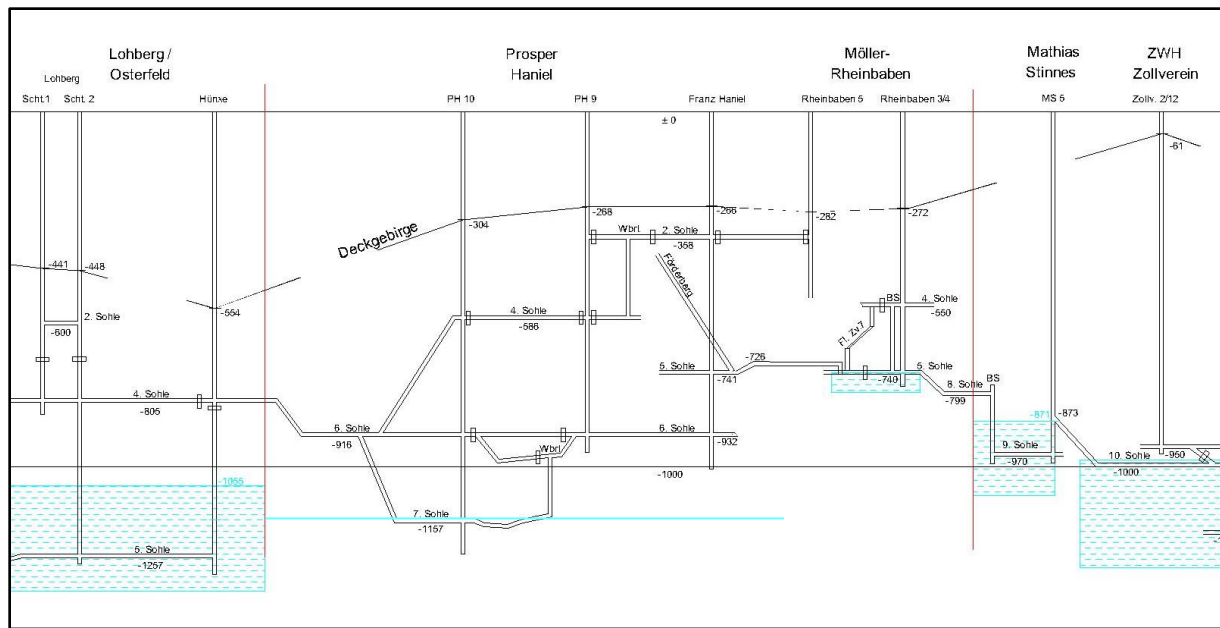 Lohberg /
Osterfeld
Prosper
Haniel
Möller-
Rheinbaben
Mathias
Stinnes
ZWH
Zollverein
Lohberg
Scht.1
Scht. 2
Hünxe
PH 10
PH 9
Franz Haniel
Rheinbaben 5
Rheinbaben 3/4
MS 5
Zollv. 2/12
± 0
-61
Deckgebirge
-304
-268
-266
-282
-272
Wbrl.
2. Sohle
-358
-441
-448
-554
Förderberg
2. Sohle
-600
4. Sohle
-586
BS
4. Sohle
-550
Fl. Zv.7
-726
5. Sohle
-741
5. Sohle
-740
8. Sohle
-799
BS
4. Sohle
-805
-871
-873
6. Sohle
-916
Wbrl
6. Sohle
-932
9. Sohle
-970
10. Sohle
-1000
-950
-1000
-1055
7. Sohle
-1157
5. Sohle
-1257